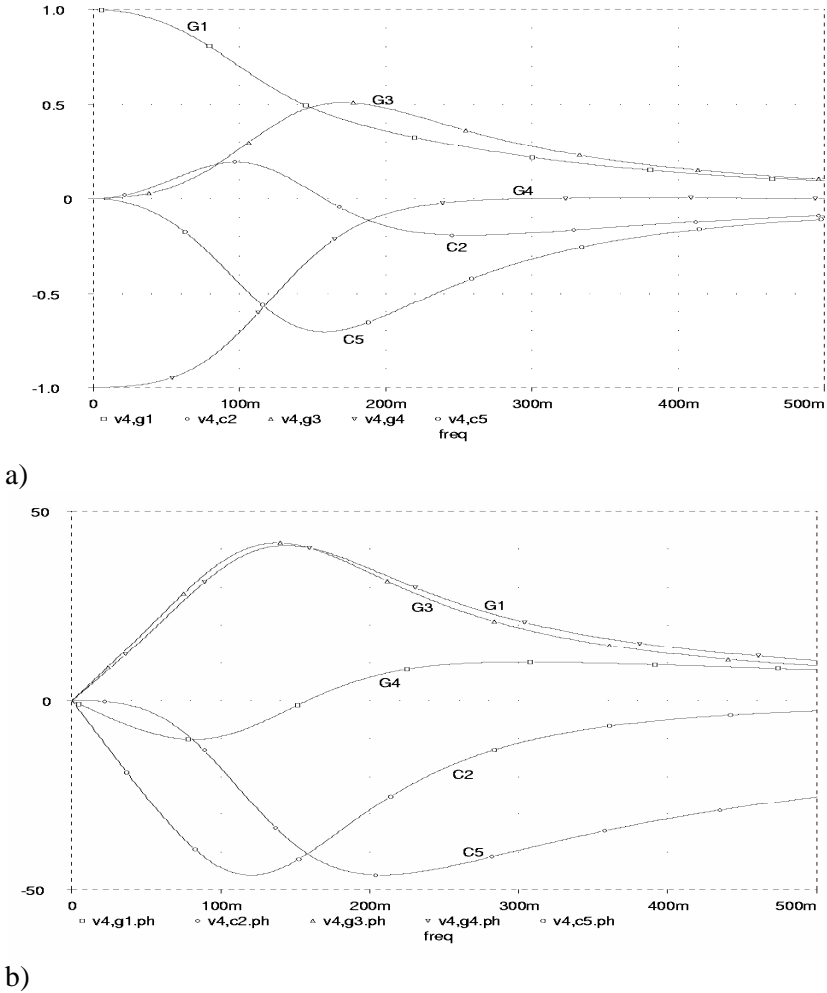 1.0
G1
0.5
G3
0
G4
C2
-0.5
C5
-1.0
0 100m 200m 300m 400m 500m
v4,g1 v4,c2 v4,g3 v4,g4 v4,c5
freq
a)
50
G1
G3
G4
0
C2
C5
-50
0 100m 200m 300m 400m 500m
v4,g1.ph v4,c2.ph v4,g3.ph v4,g4.ph v4,c5.ph
freq
b)